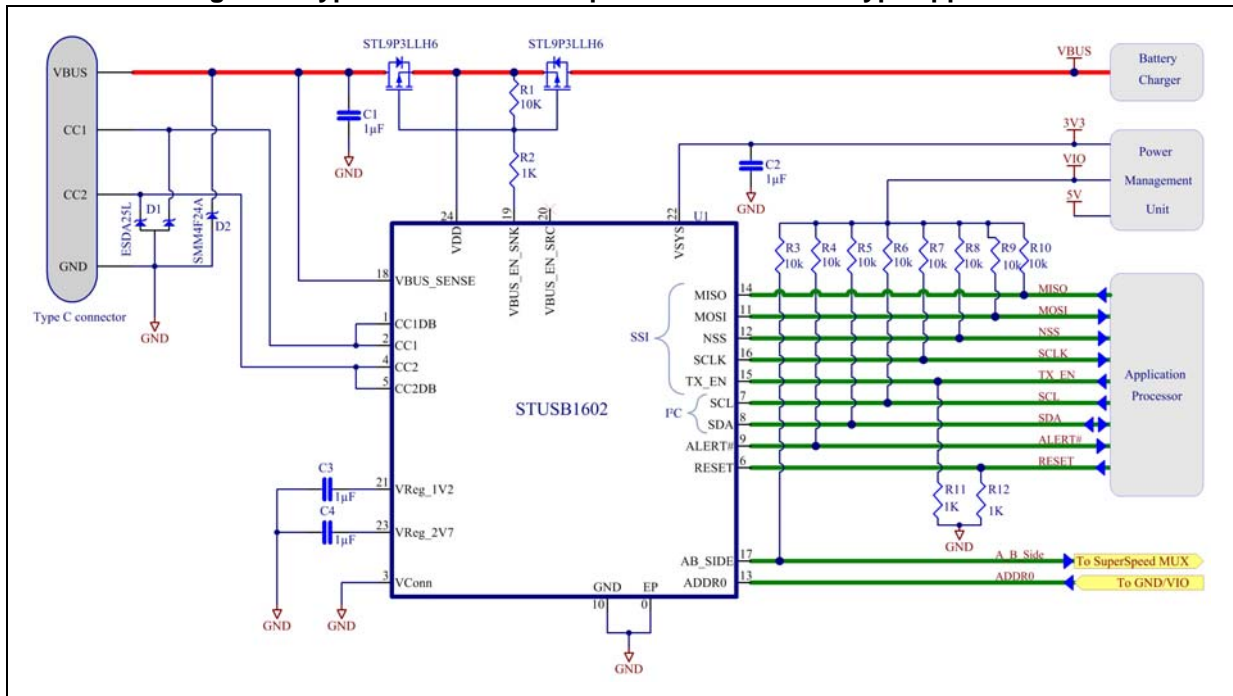 STL9P3LLH6
STL9P3LLH6
VBUS
VBUS
Battery
Charger
R1
10K
C1
1µF
GND
CC1
3V3
Power
R2
1K
C2
1µF
GND
VIO
Management
CC2
5V
Unit
ESDA25L
D1
SMM4F24A
D2
24
19
20
22
U1
VDD
VBUS_EN_SNK
VBUS_EN_SRC
VSYS
R3
10k
R4
10k
R5
10k
R6
10k
R7
10k
R8
10k
R9
10k
R10
10k
GND
18
VBUS_SENSE
Type C connector
GND
MISO
14
MISO
MOSI
11
MOSI
1
CC1DB
SSI
NSS
12
NSS
2
CC1
SCLK
16
SCLK
4
CC2
TX_EN
15
TX_EN
Application
Processor
5
CC2DB
STUSB1602
I²C
SCL
7
SCL
SDA
8
SDA
ALERT#
9
ALERT#
RESET
6
RESET
C3
1µF
21
VReg_1V2
R11
1K
R12
1K
GND
C4
1µF
23
VReg_2V7
AB_SIDE
17
A_B_Side
To SuperSpeed MUX
3
VConn
ADDR0
13
ADDR0
To GND/VIO
GND
10
EP
0
GND
GND
GND